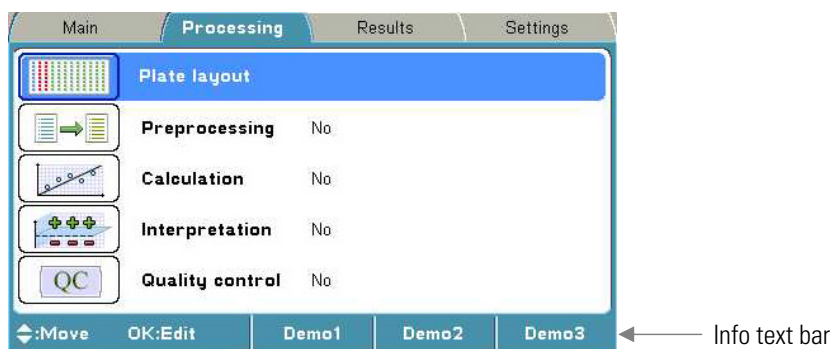 Main Processing Results Settings
Plate layout
Preprocessing No
Calculation No
Interpretation No
QC Quality control No
:Move OK:Edit Demo1 Demo2 Demo3 Info text bar